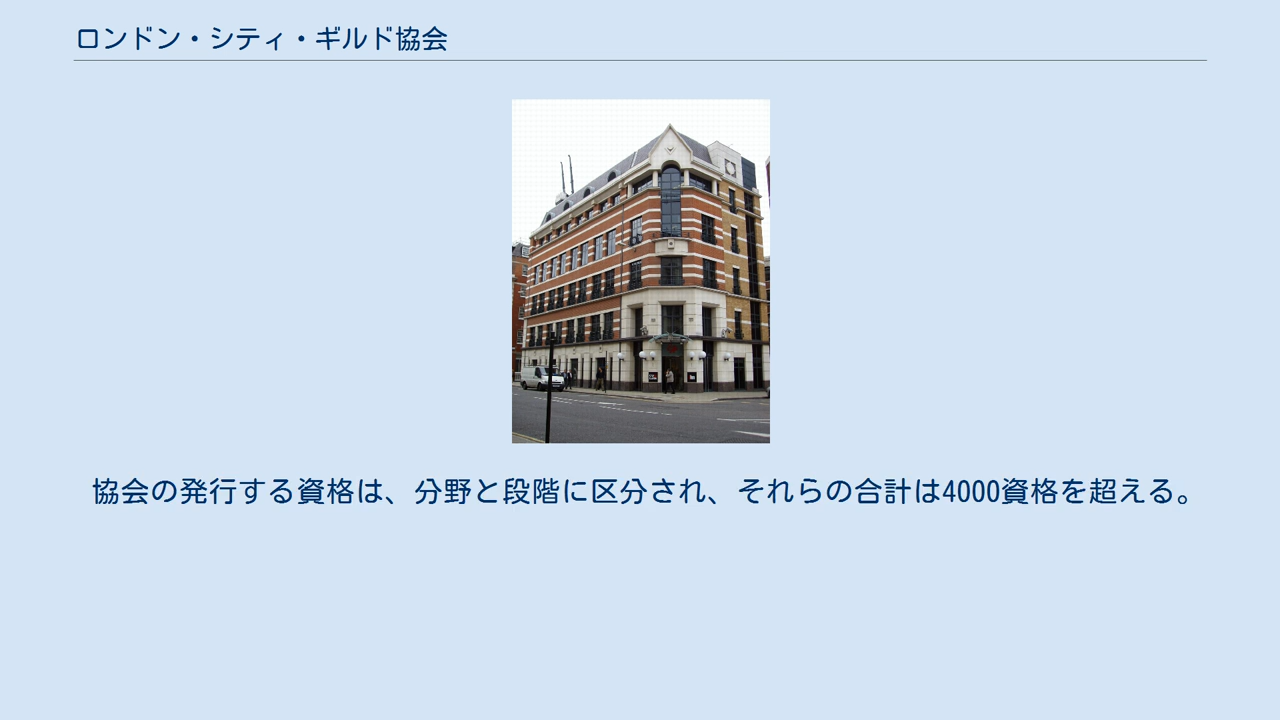 ロンドン・シティ・ギルド協会
協会の発行する資格は、分野と段階に区分され、それらの合計は4000資格を超える。